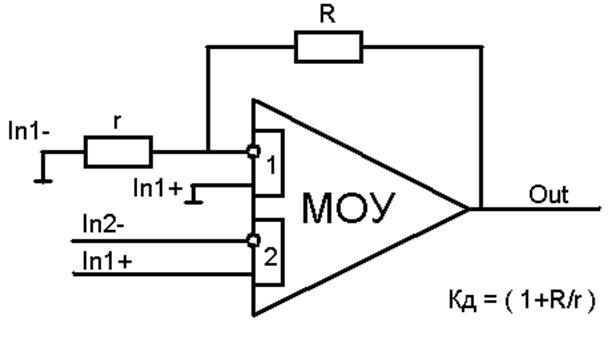 R
In1-
r
1
In1+
МОУ
Out
In2-
2
In1+
Кд = ( 1+R/r )